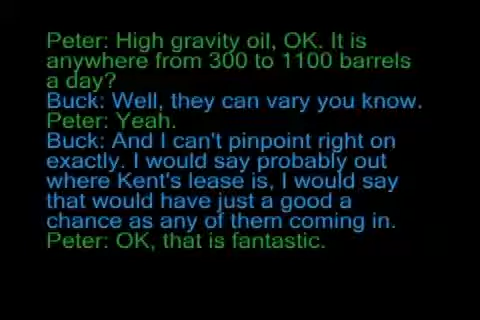 Peter: High gravity oil, OK. It is
anywhere from 300 to 1100 barrels
a day?
Buck: Well, they can vary you know.
Peter: Yeah.
Buck: And I can't pinpoint right on
exactly. I would say probably out
where Kent's lease is, I would say
that would have just a good a
chance as any of them coming in.
Peter: OK, that is fantastic.